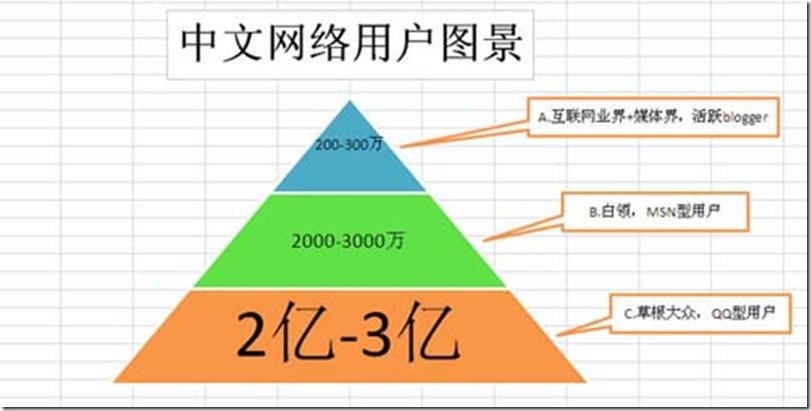 中文网络用户图景
200-300万
A.互联网业界+媒体界，活跃blogger
2000-3000万
B.白领，MSN型用户
2亿-3亿
C.草根大众，QQ型用户